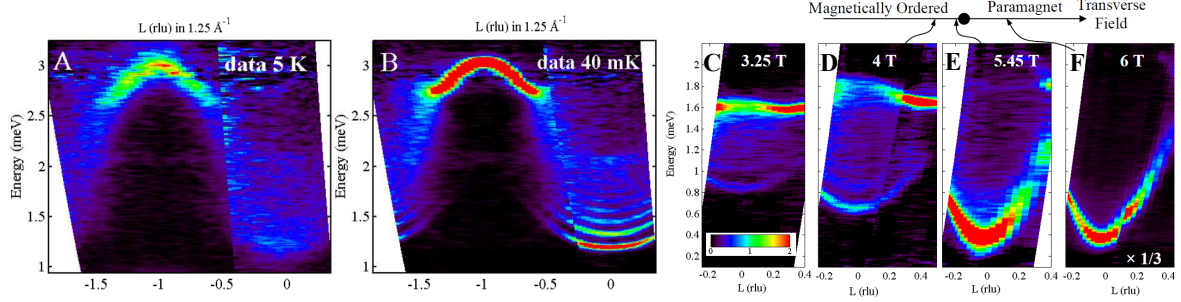 L (rlu) in 1.25 Å⁻¹
A
data 5 K
Energy (meV)
3
2.5
2
1.5
1
-1.5
-1
-0.5
0
L (rlu) in 1.25 Å⁻¹
B
data 40 mK
Energy (meV)
3
2.5
2
1.5
1
-1.5
-1
-0.5
0
Magnetically Ordered
Paramagnet
Transverse Field
C
3.25 T
D
4 T
E
5.45 T
F
6 T
Energy (meV)
2
1.8
1.6
1.4
1.2
1
0.8
0.6
0.4
0.2
0
1
2
× 1/3
-0.2
0
0.2
0.4
L (rlu)
-0.2
0
0.2
0.4
L (rlu)
-0.2
0
0.2
0.4
L (rlu)
-0.2
0
0.2
0.4
L (rlu)